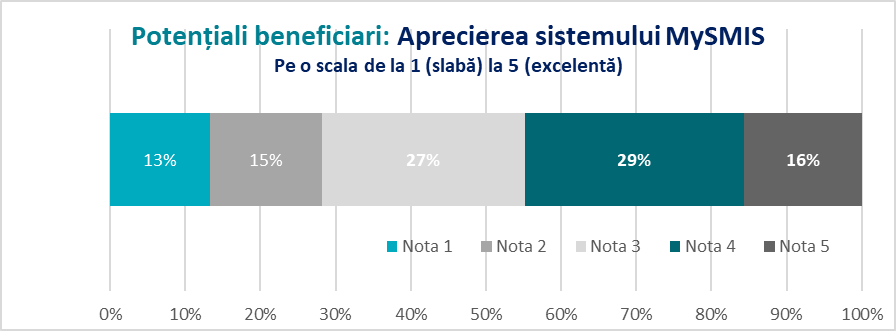 Potențiali beneficiari: Aprecierea sistemului MySMIS
Pe o scala de la 1 (slabă) la 5 (excelentă)
13% 15% 27% 29% 16%
Nota 1 Nota 2 Nota 3 Nota 4 Nota 5
0% 10% 20% 30% 40% 50% 60% 70% 80% 90% 100%